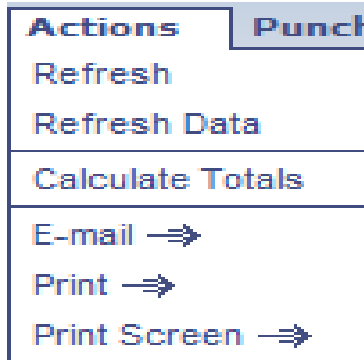 Actions Punch
Refresh
Refresh Data
Calculate Totals
E-mail
Print
Print Screen